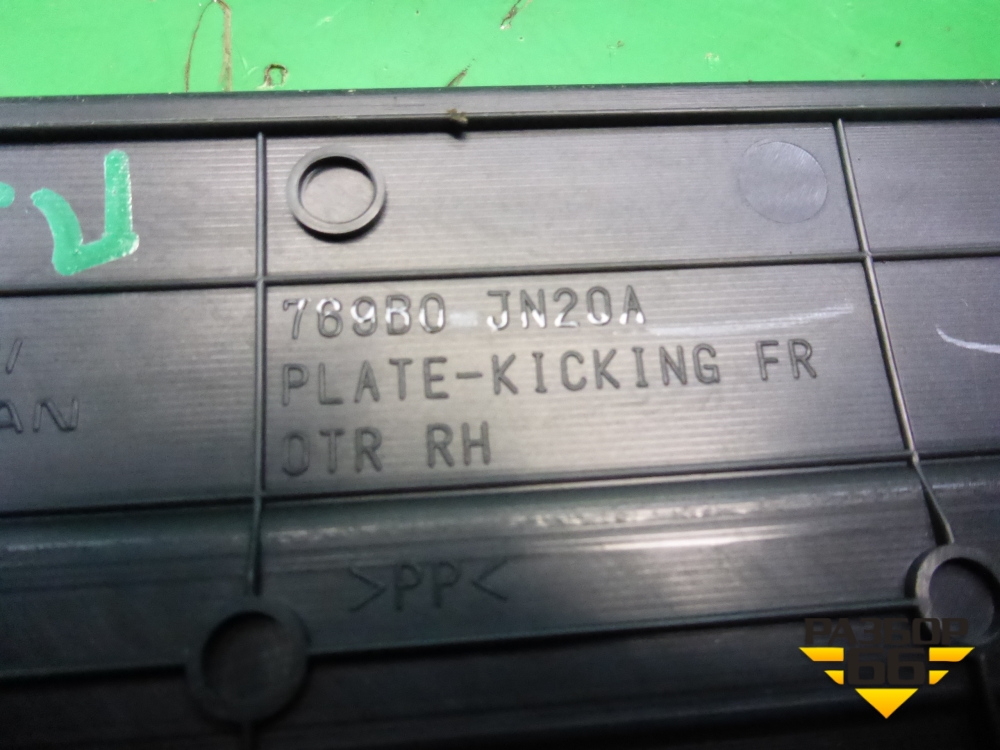 769B0 JN20A
PLATE-KICKING FR
OTR RH
>PP<
РАЗБОР
66